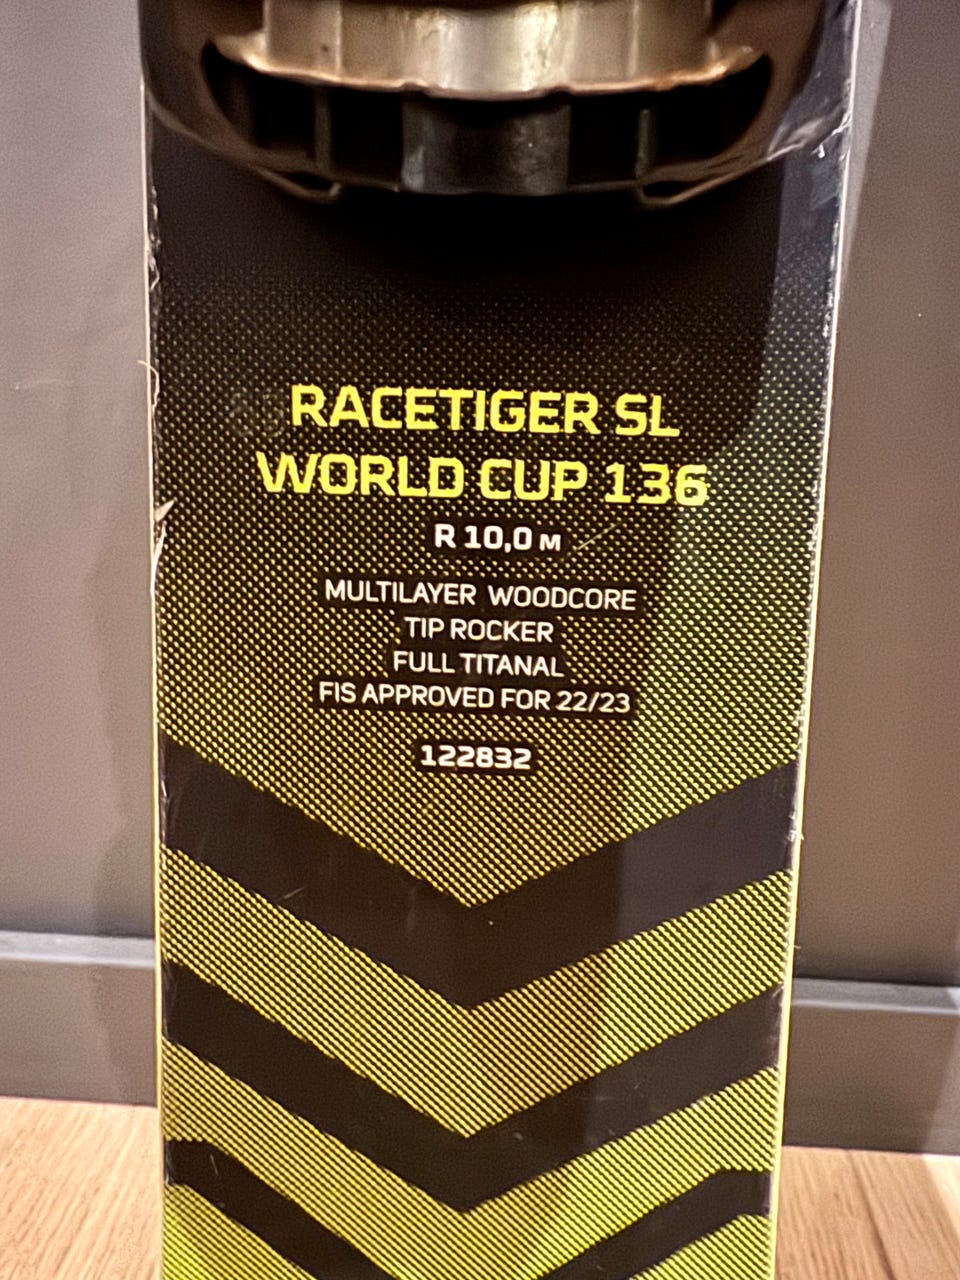 RACETIGER SL
WORLD CUP 136
R 10,0 M
MULTILAYER WOODCORE
TIP ROCKER
FULL TITANAL
FIS APPROVED FOR 22/23
122832